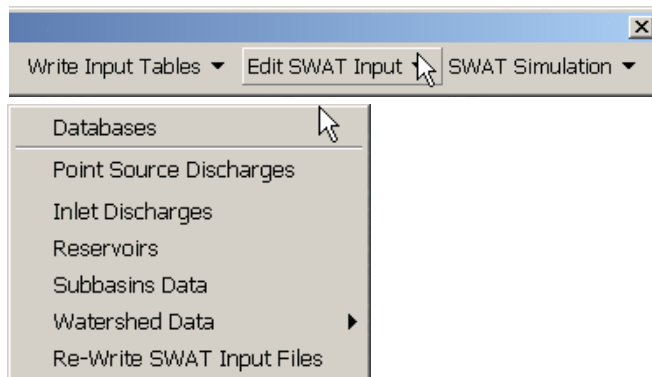 Write Input Tables Edit SWAT Input SWAT Simulation
Databases
Point Source Discharges
Inlet Discharges
Reservoirs
Subbasins Data
Watershed Data
Re-Write SWAT Input Files